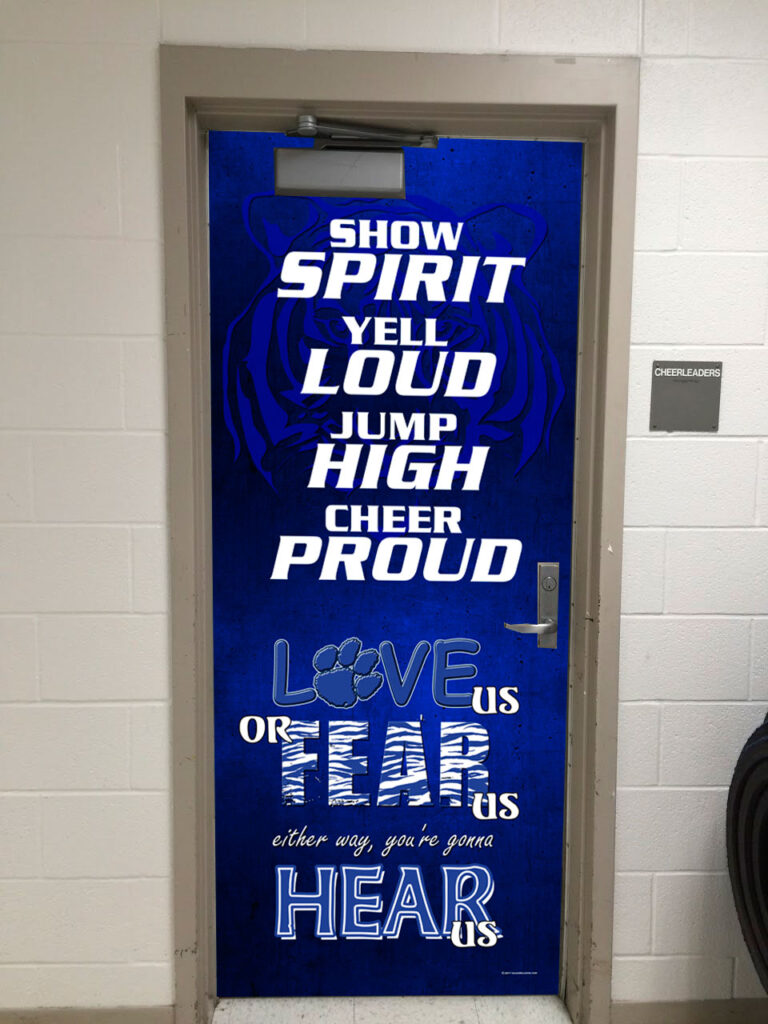 SHOW
SPIRIT
YELL
LOUD
JUMP
HIGH
CHEER
PROUD
CHEERLEADERS
LOVE us
OR FEAR us
either way, you're gonna
HEAR us